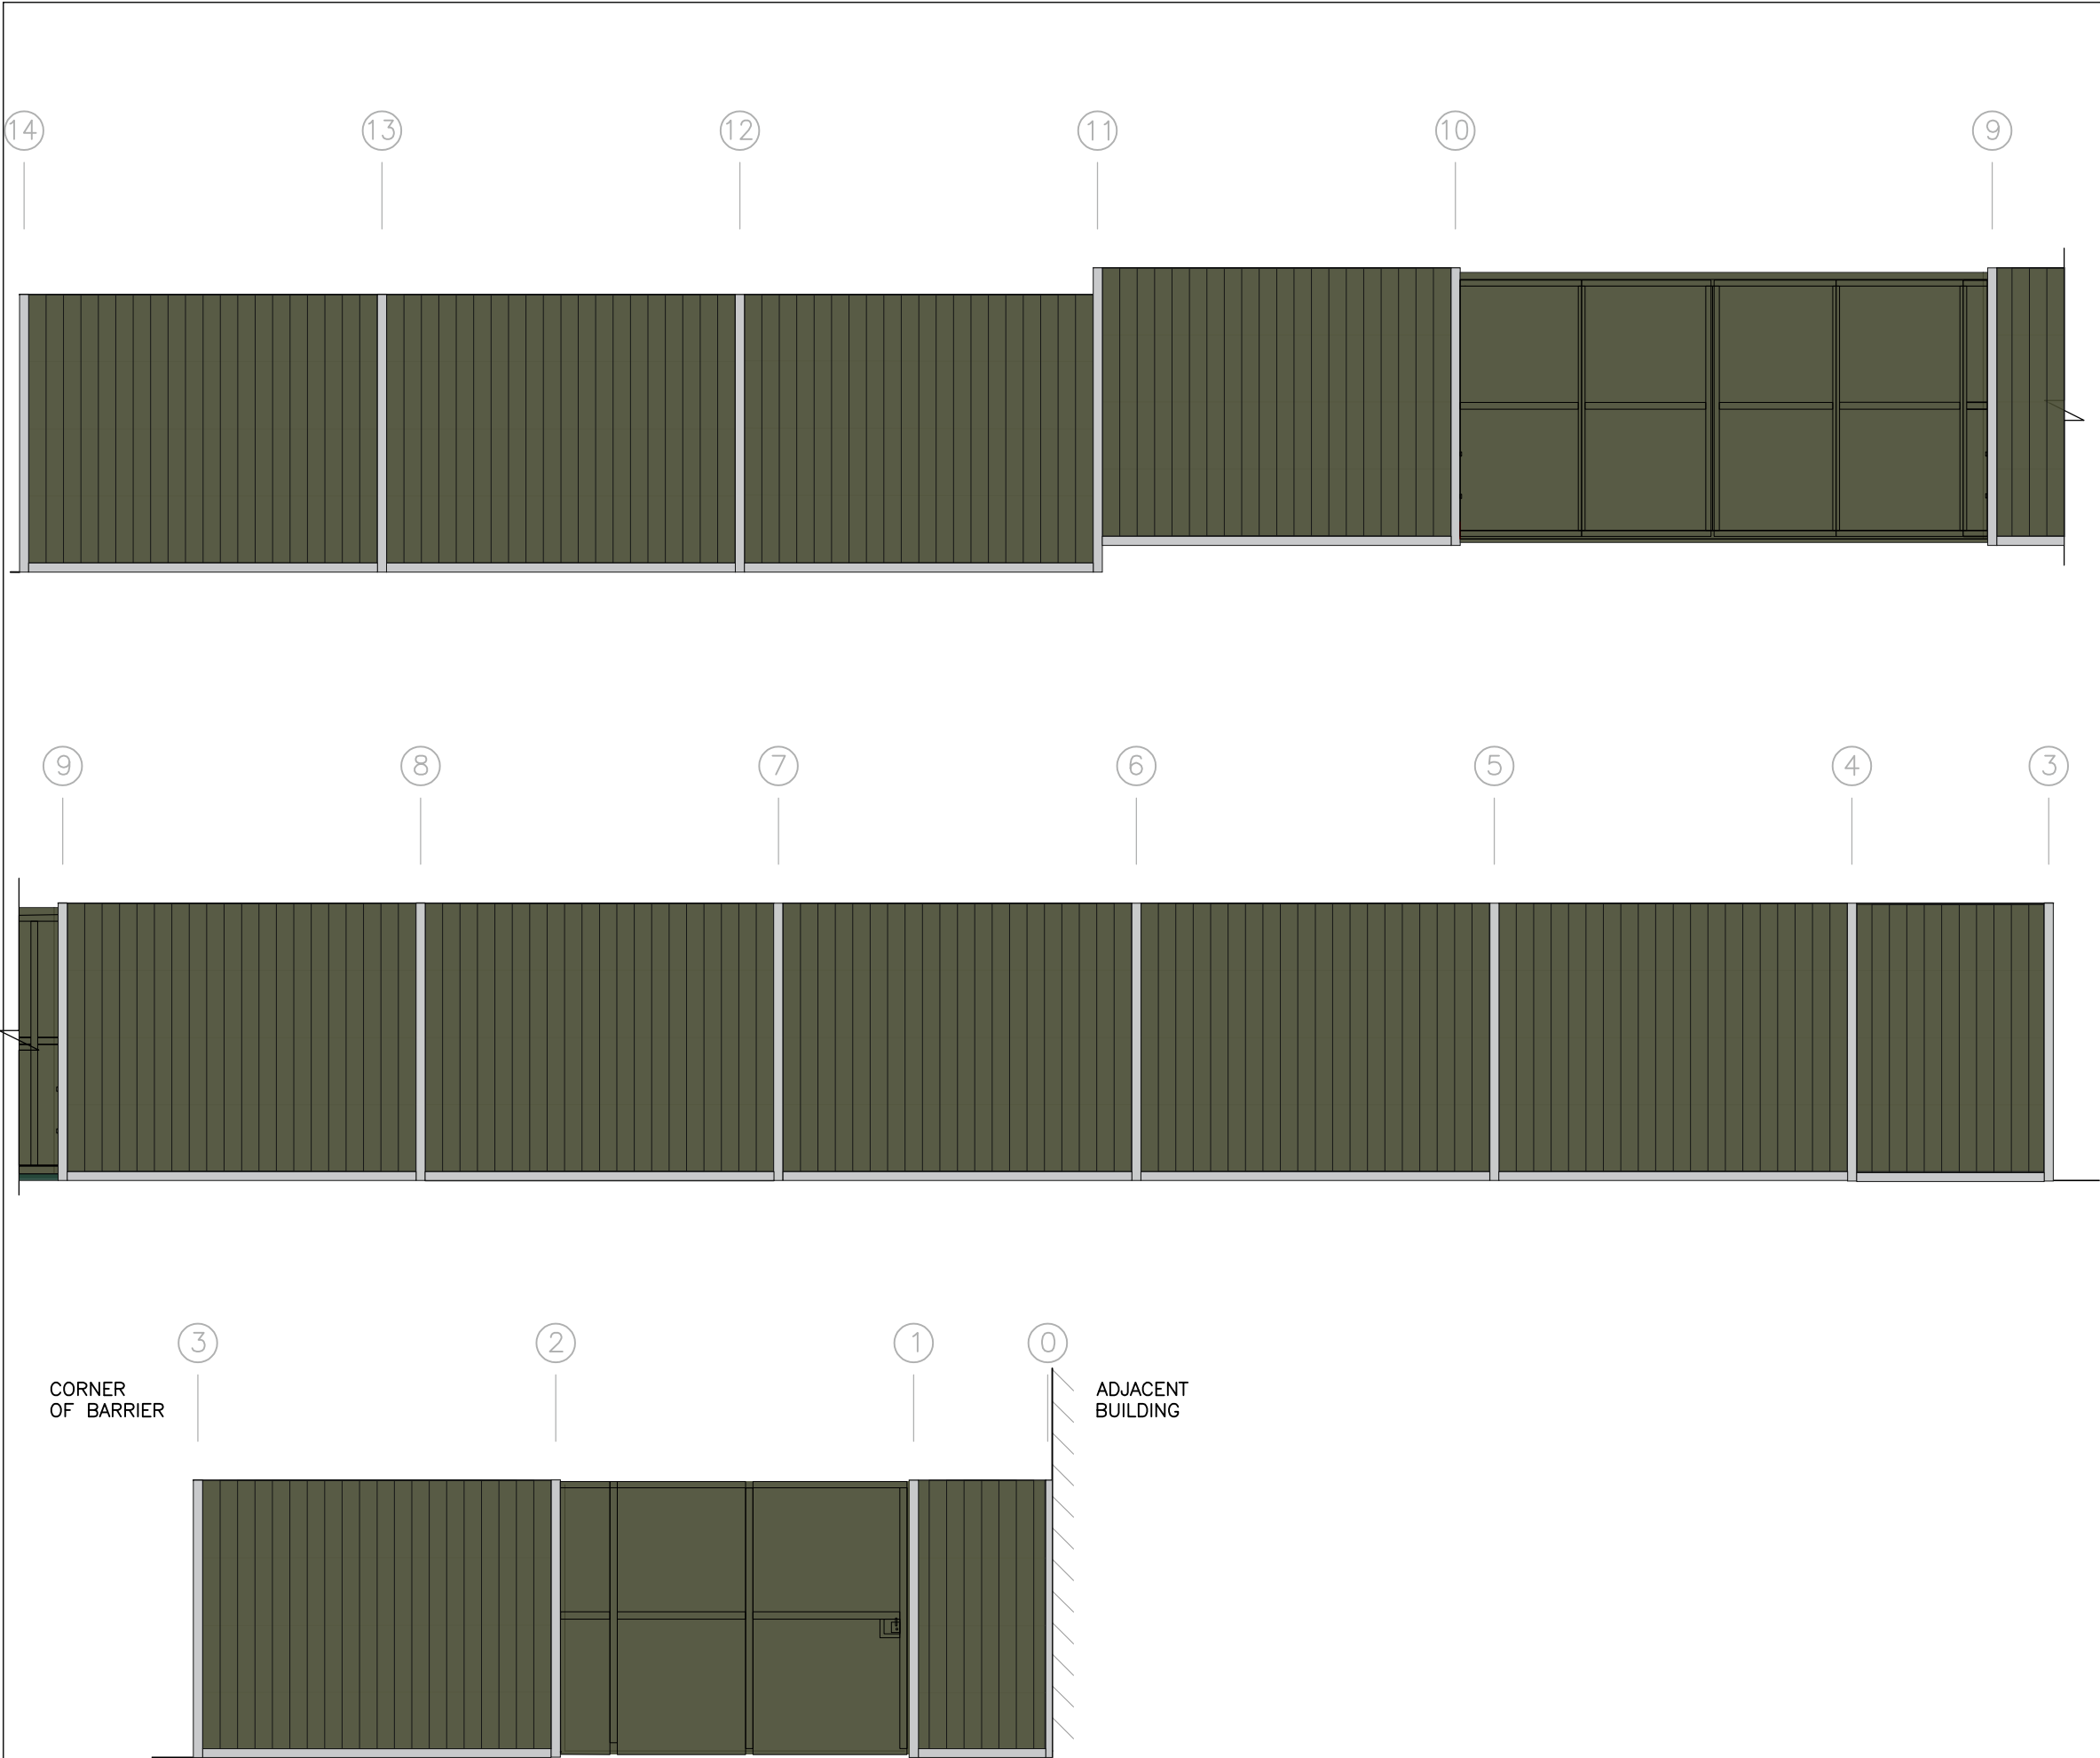 14 13 12 11 10 9
9 8 7 6 5 4 3
3 2 1 0
CORNER
OF BARRIER
ADJACENT
BUILDING